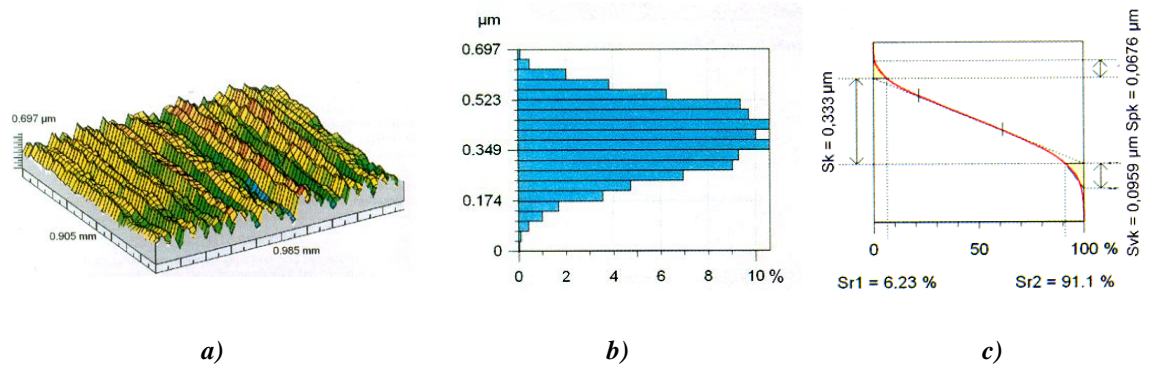 0.697 µm
0.905 mm
0.985 mm
a)
µm
0.697
0.523
0.349
0.174
0
0 2 4 6 8 10 %
b)
Sk = 0,333 µm
Svk = 0,0959 µm Spk = 0,0676 µm
0 50 100 %
Sr1 = 6.23 % Sr2 = 91.1 %
c)